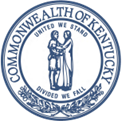 COMMONWEALTH OF KENTUCKY
UNITED WE STAND
DIVIDED WE FALL